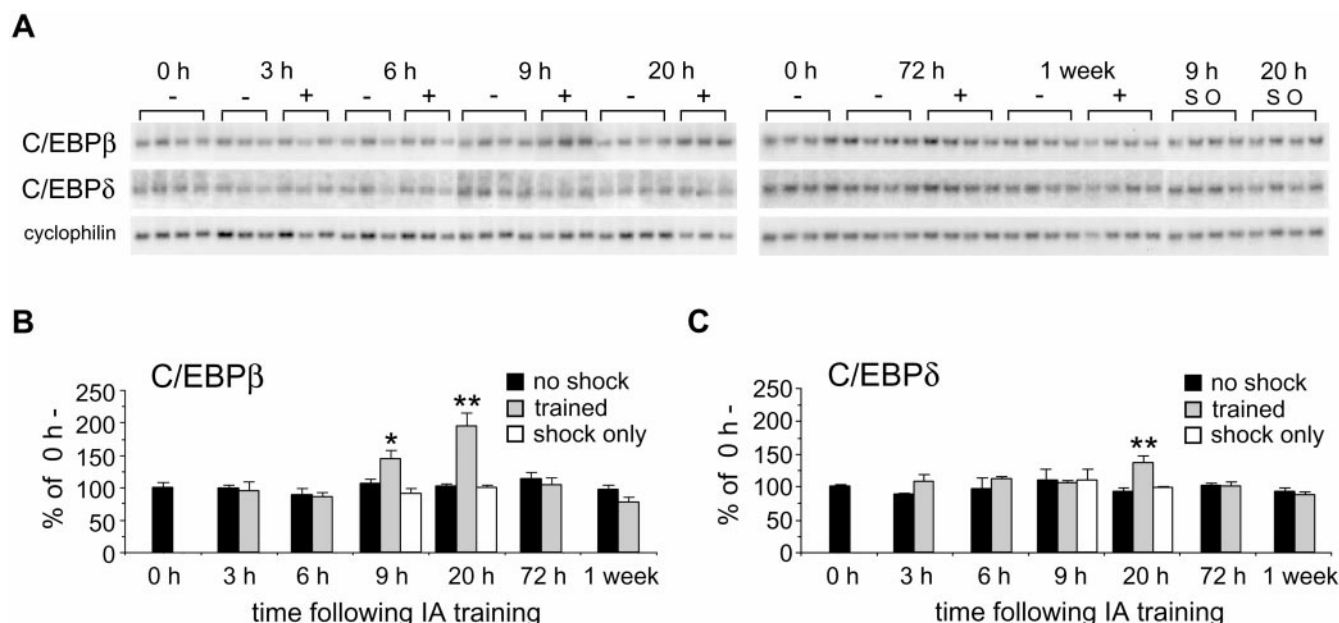 A
0 h 3 h 6 h 9 h 20 h 0 h 72 h 1 week 9 h 20 h
- - + - + - + - + - - + - + S O S O
C/EBPβ
C/EBPδ
cyclophilin
B
C/EBPβ
no shock
trained
shock only
% of 0 h -
250
200
150
100
50
0
*
**
0 h 3 h 6 h 9 h 20 h 72 h 1 week
time following IA training
C
C/EBPδ
no shock
trained
shock only
% of 0 h -
250
200
150
100
50
0
**
0 h 3 h 6 h 9 h 20 h 72 h 1 week
time following IA training